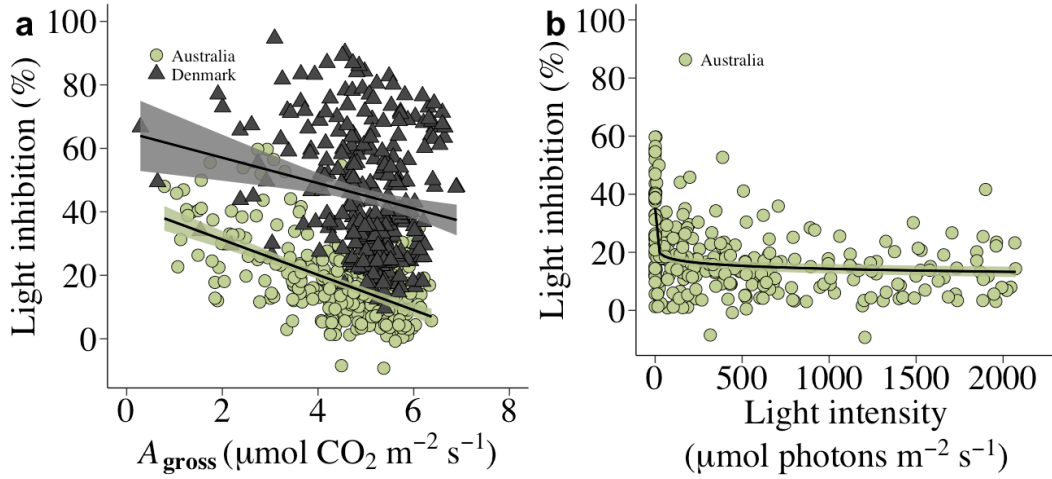 a
Light inhibition (%)
100
80
60
40
20
0
Australia
Denmark
0 2 4 6 8
A gross (μmol CO₂ m⁻² s⁻¹)
b
Light inhibition (%)
100
80
60
40
20
0
Australia
0 500 1000 1500 2000
Light intensity
(μmol photons m⁻² s⁻¹)